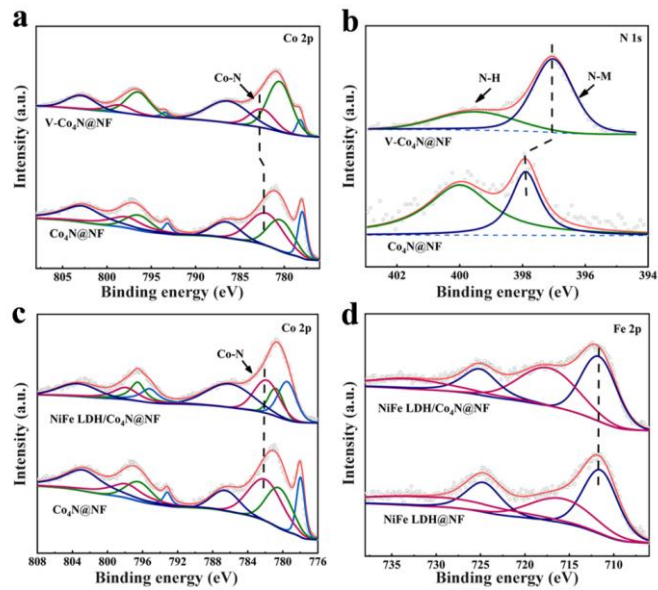 a
Co 2p
Co-N
V-Co₄N@NF
Co₄N@NF
Intensity (a.u.)
805 800 795 790 785 780
Binding energy (eV)
b
N 1s
N-H
N-M
V-Co₄N@NF
Co₄N@NF
Intensity (a.u.)
402 400 398 396 394
Binding energy (eV)
c
Co 2p
Co-N
NiFe LDH/Co₄N@NF
Co₄N@NF
Intensity (a.u.)
808 804 800 796 792 788 784 780 776
Binding energy (eV)
d
Fe 2p
NiFe LDH/Co₄N@NF
NiFe LDH@NF
Intensity (a.u.)
735 730 725 720 715 710
Binding energy (eV)